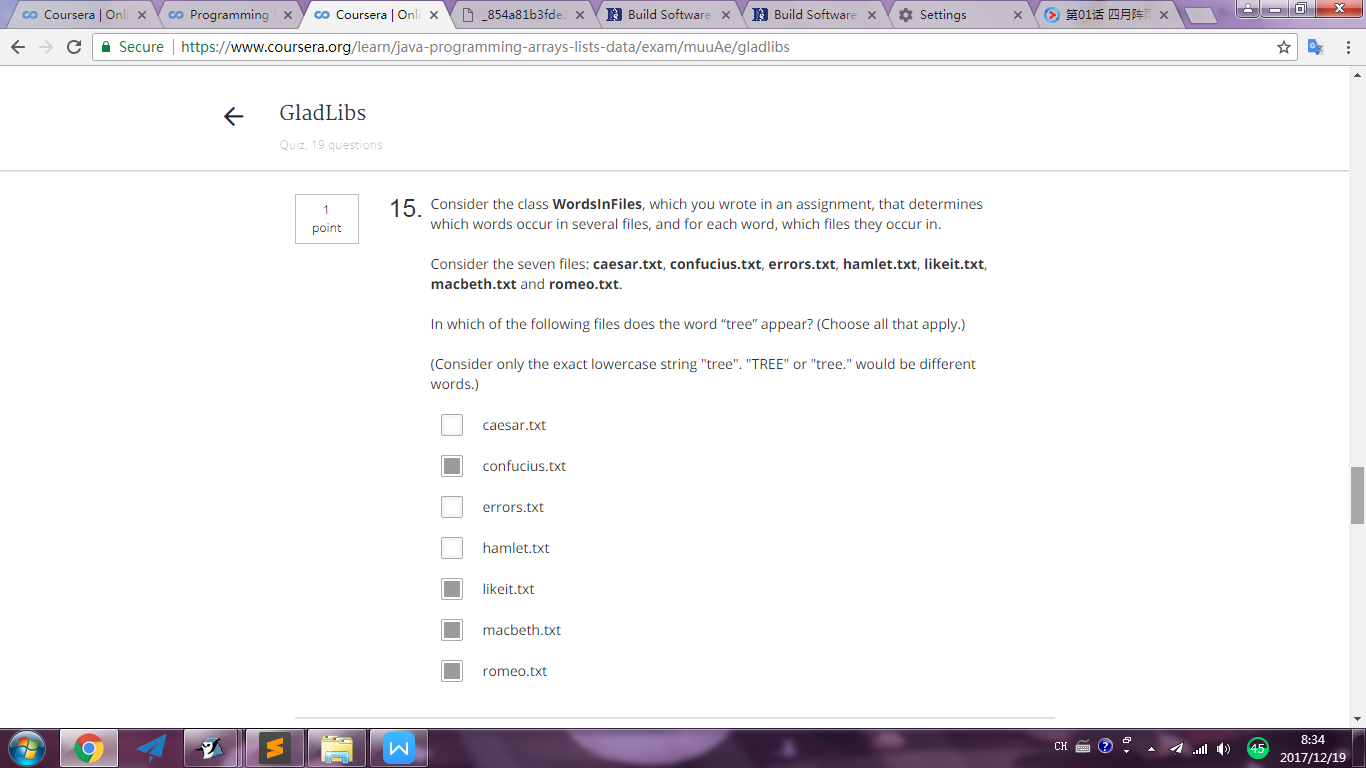 Coursera | Onli
Programming
Coursera | Onli
_854a81b3fde
Build Software
Build Software
Settings
第01话 四月阵雨
Secure
https://www.coursera.org/learn/java-programming-arrays-lists-data/exam/muuAe/gladlibs
GladLibs
Quiz, 19 questions
1
point
15.
Consider the class WordsInFiles, which you wrote in an assignment, that determines
which words occur in several files, and for each word, which files they occur in.
Consider the seven files: caesar.txt, confucius.txt, errors.txt, hamlet.txt, likeit.txt,
macbeth.txt and romeo.txt.
In which of the following files does the word “tree” appear? (Choose all that apply.)
(Consider only the exact lowercase string "tree". "TREE" or "tree." would be different
words.)
caesar.txt
confucius.txt
errors.txt
hamlet.txt
likeit.txt
macbeth.txt
romeo.txt
CH
45
8:34
2017/12/19